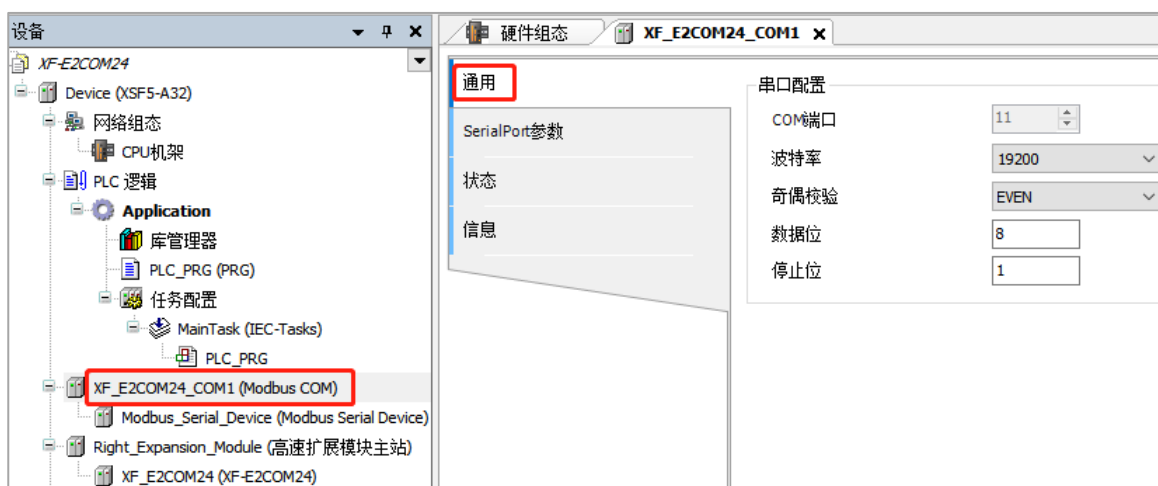 设备
XF-E2COM24
Device (XSF5-A32)
网络组态
CPU机架
PLC 逻辑
Application
库管理器
PLC_PRG (PRG)
任务配置
MainTask (IEC-Tasks)
PLC_PRG
XF_E2COM24_COM1 (Modbus COM)
Modbus_Serial_Device (Modbus Serial Device)
Right_Expansion_Module (高速扩展模块主站)
XF_E2COM24 (XF-E2COM24)
硬件组态
XF_E2COM24_COM1
通用
SerialPort参数
状态
信息
串口配置
COM端口 11
波特率 19200
奇偶校验 EVEN
数据位 8
停止位 1